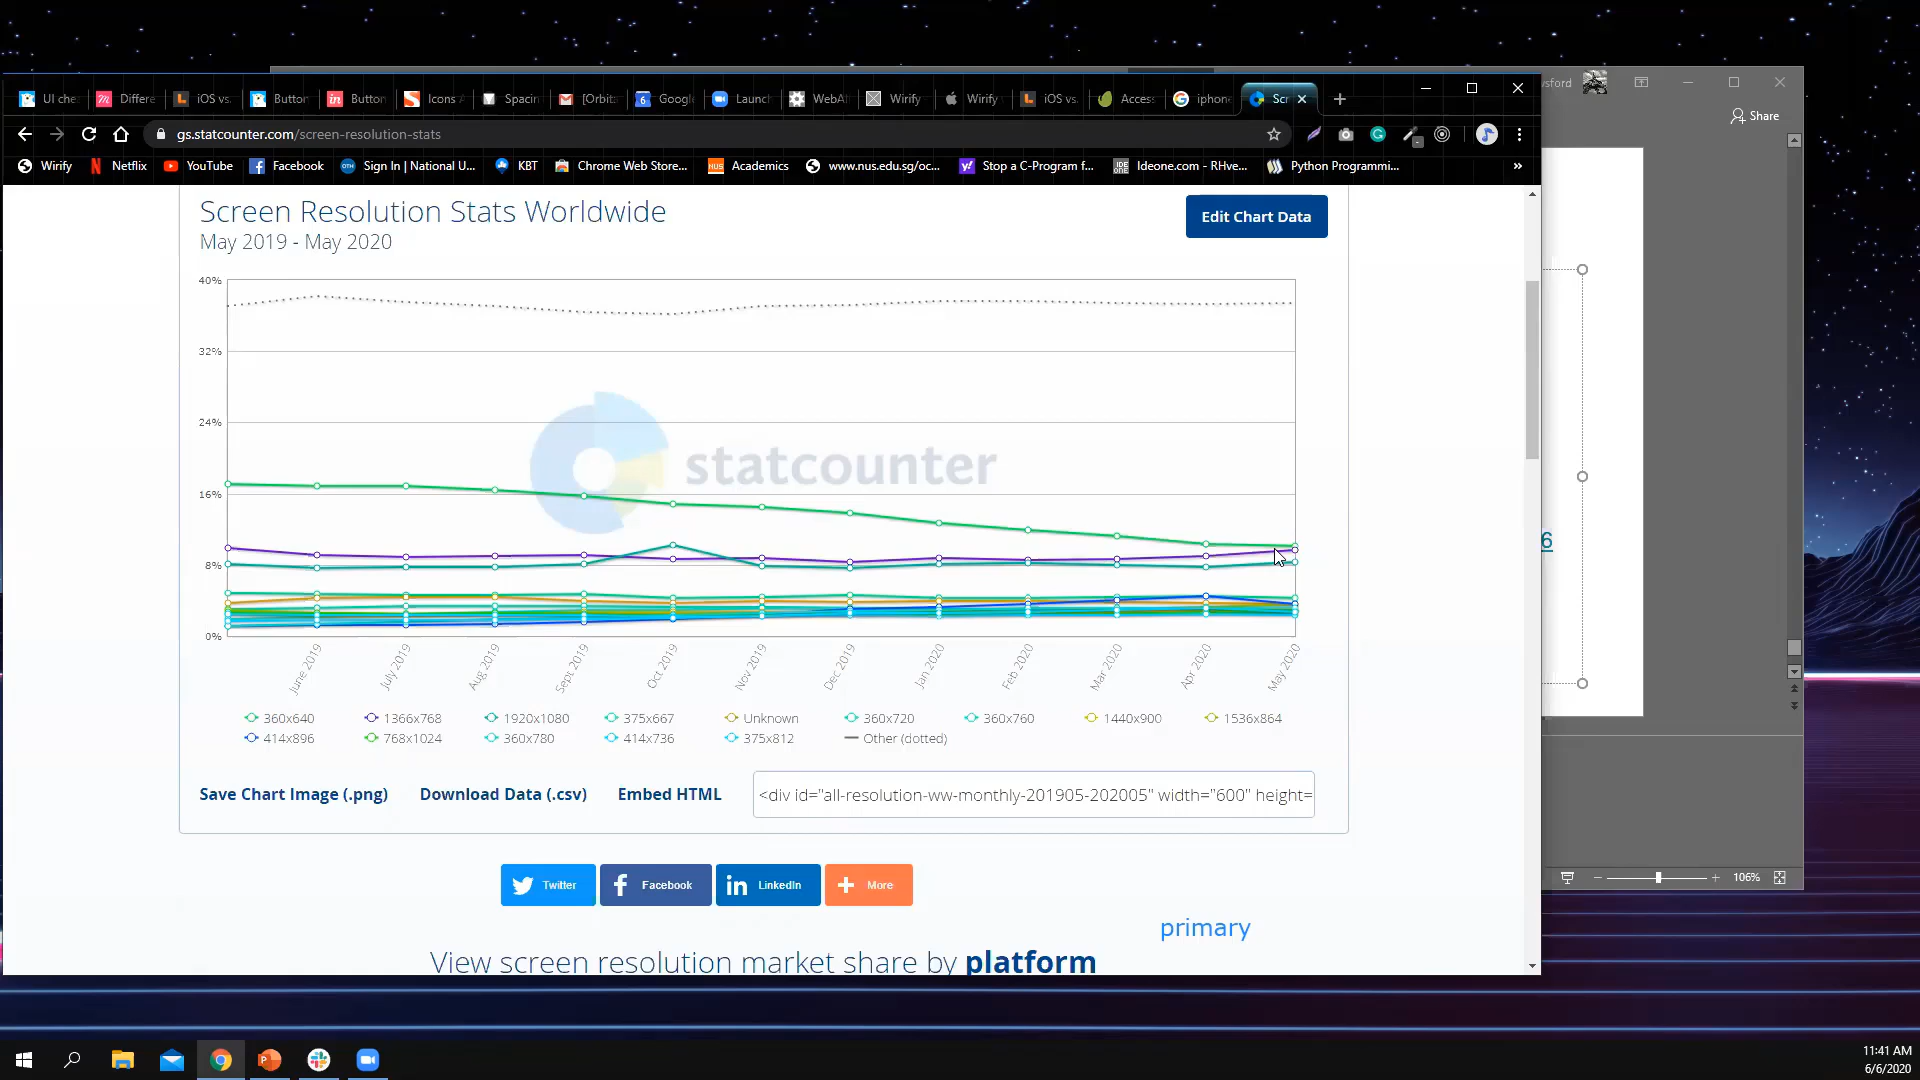 UI che
Differe
iOS vs.
Button
Button
Icons
Spacin
[Orbit
Googl
Launc
WebAI
Wirify
Wirify
iOS vs.
Access
iphon
Scr
sford
Share
gs.statcounter.com/screen-resolution-stats
Wirify
Netflix
YouTube
Facebook
Sign In | National U...
KBT
Chrome Web Store...
Academics
www.nus.edu.sg/oc...
Stop a C-Program f...
Ideone.com - RHve...
Python Programmi...
»
Screen Resolution Stats Worldwide
May 2019 - May 2020
Edit Chart Data
40%
32%
24%
16%
8%
0%
statcounter
6
June 2019
July 2019
Aug 2019
Sept 2019
Oct 2019
Nov 2019
Dec 2019
Jan 2020
Feb 2020
Mar 2020
Apr 2020
May 2020
360x640 1366x768 1920x1080 375x667 Unknown 360x720 360x760 1440x900 1536x864
414x896 768x1024 360x780 414x736 375x812 Other (dotted)
Save Chart Image (.png) Download Data (.csv) Embed HTML
<div id="all-resolution-ww-monthly-201905-202005" width="600" height=
Twitter
Facebook
LinkedIn
More
106%
primary
View screen resolution market share by platform
11:41 AM
6/6/2020